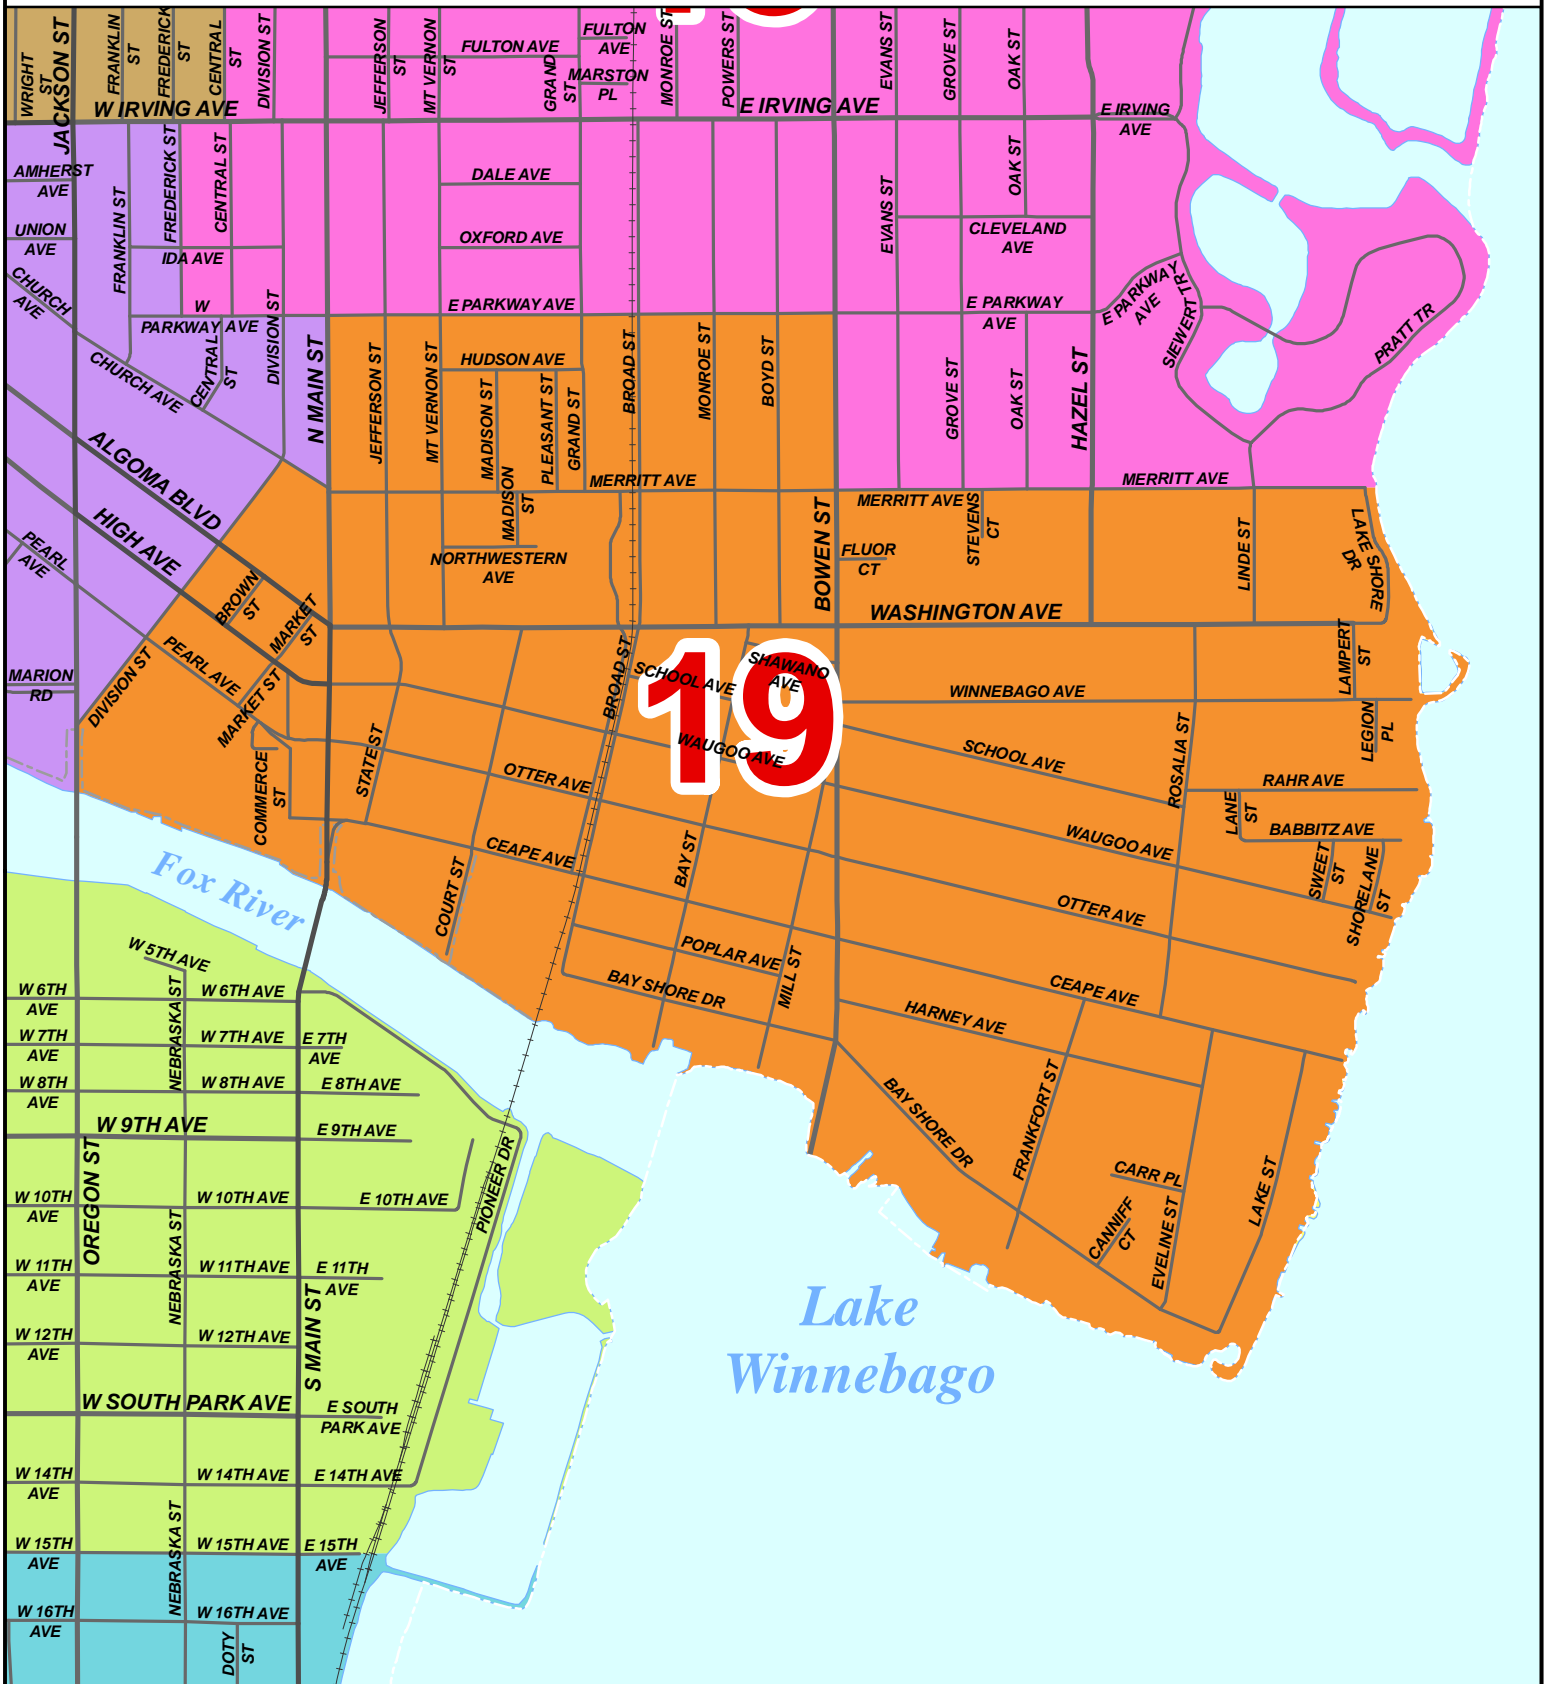 WRIGHT
ST
JACKSON ST
FRANKLIN
ST
FREDERICK
ST
CENTRAL
ST
DIVISION ST
JEFFERSON
ST
MT VERNON
ST
FULTON AVE
GRAND
ST
FULTON
AVE
MARSTON
PL
MONROE ST
POWERS ST
EVANS ST
GROVE ST
OAK ST
W IRVING AVE
E IRVING AVE
E IRVING
AVE
AMHERST
AVE
UNION
AVE
CHURCH
AVE
FRANKLIN ST
FREDERICK ST
CENTRAL ST
IDA AVE
W
PARKWAY AVE
CENTRAL
ST
DIVISION ST
CHURCH AVE
N MAIN ST
DALE AVE
OXFORD AVE
E PARKWAY AVE
EVANS ST
OAK ST
CLEVELAND
AVE
E PARKWAY
AVE
E PARKWAY
AVE
SIEWERT TR
PRATT TR
JEFFERSON ST
MT VERNON ST
HUDSON AVE
MADISON ST
PLEASANT ST
GRAND ST
BROAD ST
MONROE ST
BOYD ST
GROVE ST
OAK ST
HAZEL ST
MERRITT AVE
MERRITT AVE
MERRITT AVE
ALGOMA BLVD
HIGH AVE
PEARL
AVE
MADISON
ST
NORTHWESTERN
AVE
BOWEN ST
FLUOR
CT
STEVENS
CT
LINDE ST
LAKE SHORE
DR
BROWN
ST
MARKET
ST
WASHINGTON AVE
MARION
RD
DIVISION ST
PEARL AVE
MARKET ST
COMMERCE
ST
STATE ST
BROAD ST
19
SCHOOL AVE
SHAWANO
AVE
WAUGOO AVE
WINNEBAGO AVE
LAMPERT
ST
LEGION
PL
ROSALIA ST
SCHOOL AVE
RAHR AVE
LANE
ST
BABBITZ AVE
OTTER AVE
WAUGOO AVE
SWEET
ST
SHORELANE
ST
CEAPE AVE
COURT ST
BAY ST
OTTER AVE
Fox River
POPLAR AVE
MILL ST
BAY SHORE DR
CEAPE AVE
HARNEY AVE
W 5TH AVE
W 6TH
AVE
NEBRASKA ST
W 6TH AVE
W 7TH
AVE
W 7TH AVE
E 7TH
AVE
W 8TH
AVE
W 8TH AVE
E 8TH AVE
W 9TH AVE
E 9TH AVE
BAY SHORE DR
FRANKFORT ST
CARR PL
CANNIFF
CT
EVELINE ST
LAKE ST
OREGON ST
PIONEER DR
W 10TH
AVE
W 10TH AVE
E 10TH AVE
NEBRASKA ST
W 11TH
AVE
W 11TH AVE
E 11TH
AVE
W 12TH
AVE
W 12TH AVE
S MAIN ST
Lake
Winnebago
W SOUTH PARK AVE
E SOUTH
PARK AVE
W 14TH
AVE
W 14TH AVE
E 14TH AVE
NEBRASKA ST
W 15TH
AVE
W 15TH AVE
E 15TH
AVE
W 16TH
AVE
W 16TH AVE
DOTY
ST